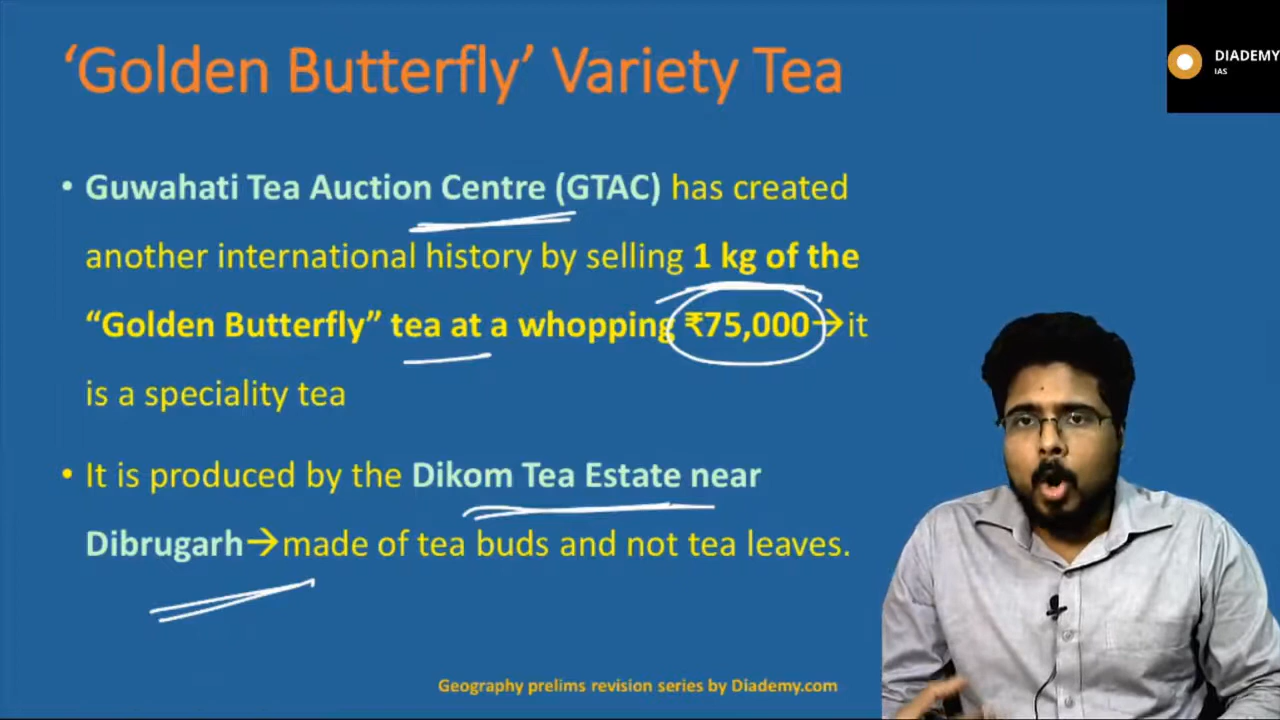 ‘Golden Butterfly’ Variety Tea
DIADEMY
IAS
• Guwahati Tea Auction Centre (GTAC) has created
another international history by selling 1 kg of the
“Golden Butterfly” tea at a whopping ₹75,000→it
is a speciality tea
• It is produced by the Dikom Tea Estate near
Dibrugarh→made of tea buds and not tea leaves.
Geography prelims revision series by Diademy.com